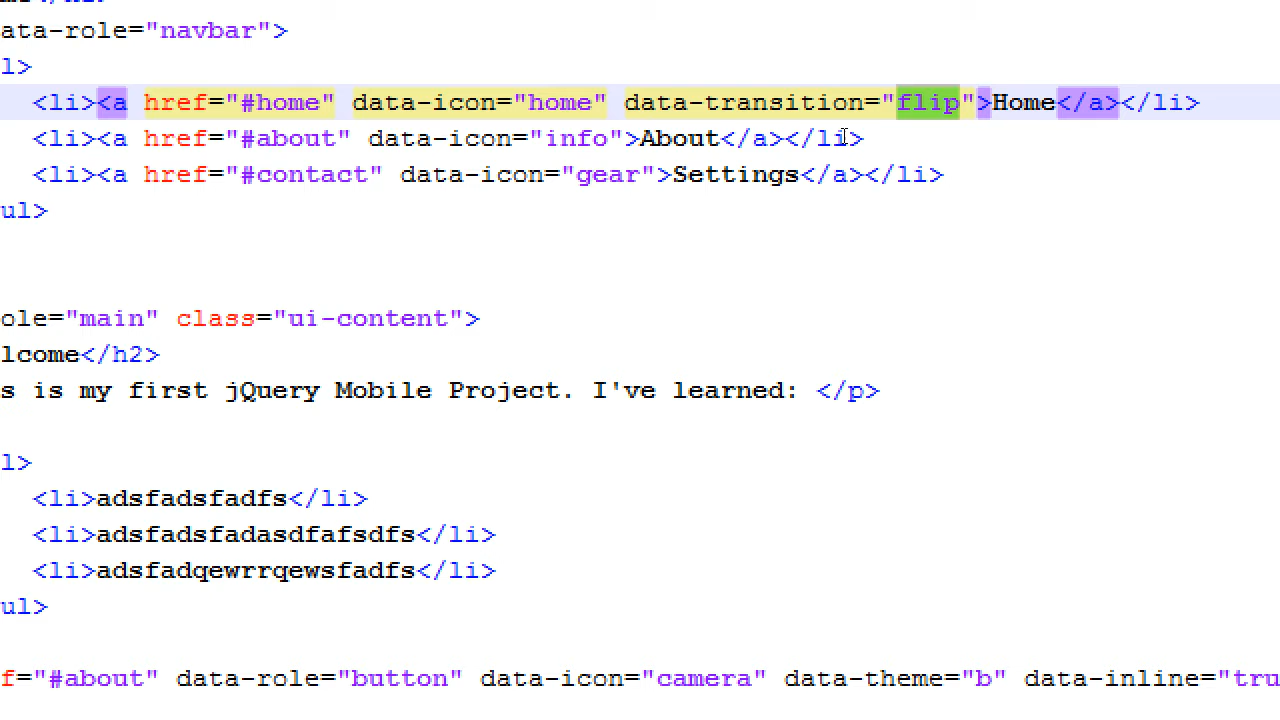 ata-role="navbar">
l>
<li><a href="#home" data-icon="home" data-transition="flip">Home</a></li>
<li><a href="#about" data-icon="info">About</a></li>
<li><a href="#contact" data-icon="gear">Settings</a></li>
ul>
ole="main" class="ui-content">
lcome</h2>
s is my first jQuery Mobile Project. I've learned: </p>
l>
<li>adsfadsfadfs</li>
<li>adsfadsfadasdfafsdfs</li>
<li>adsfadqewrrqewsfadfs</li>
ul>
f="#about" data-role="button" data-icon="camera" data-theme="b" data-inline="tru